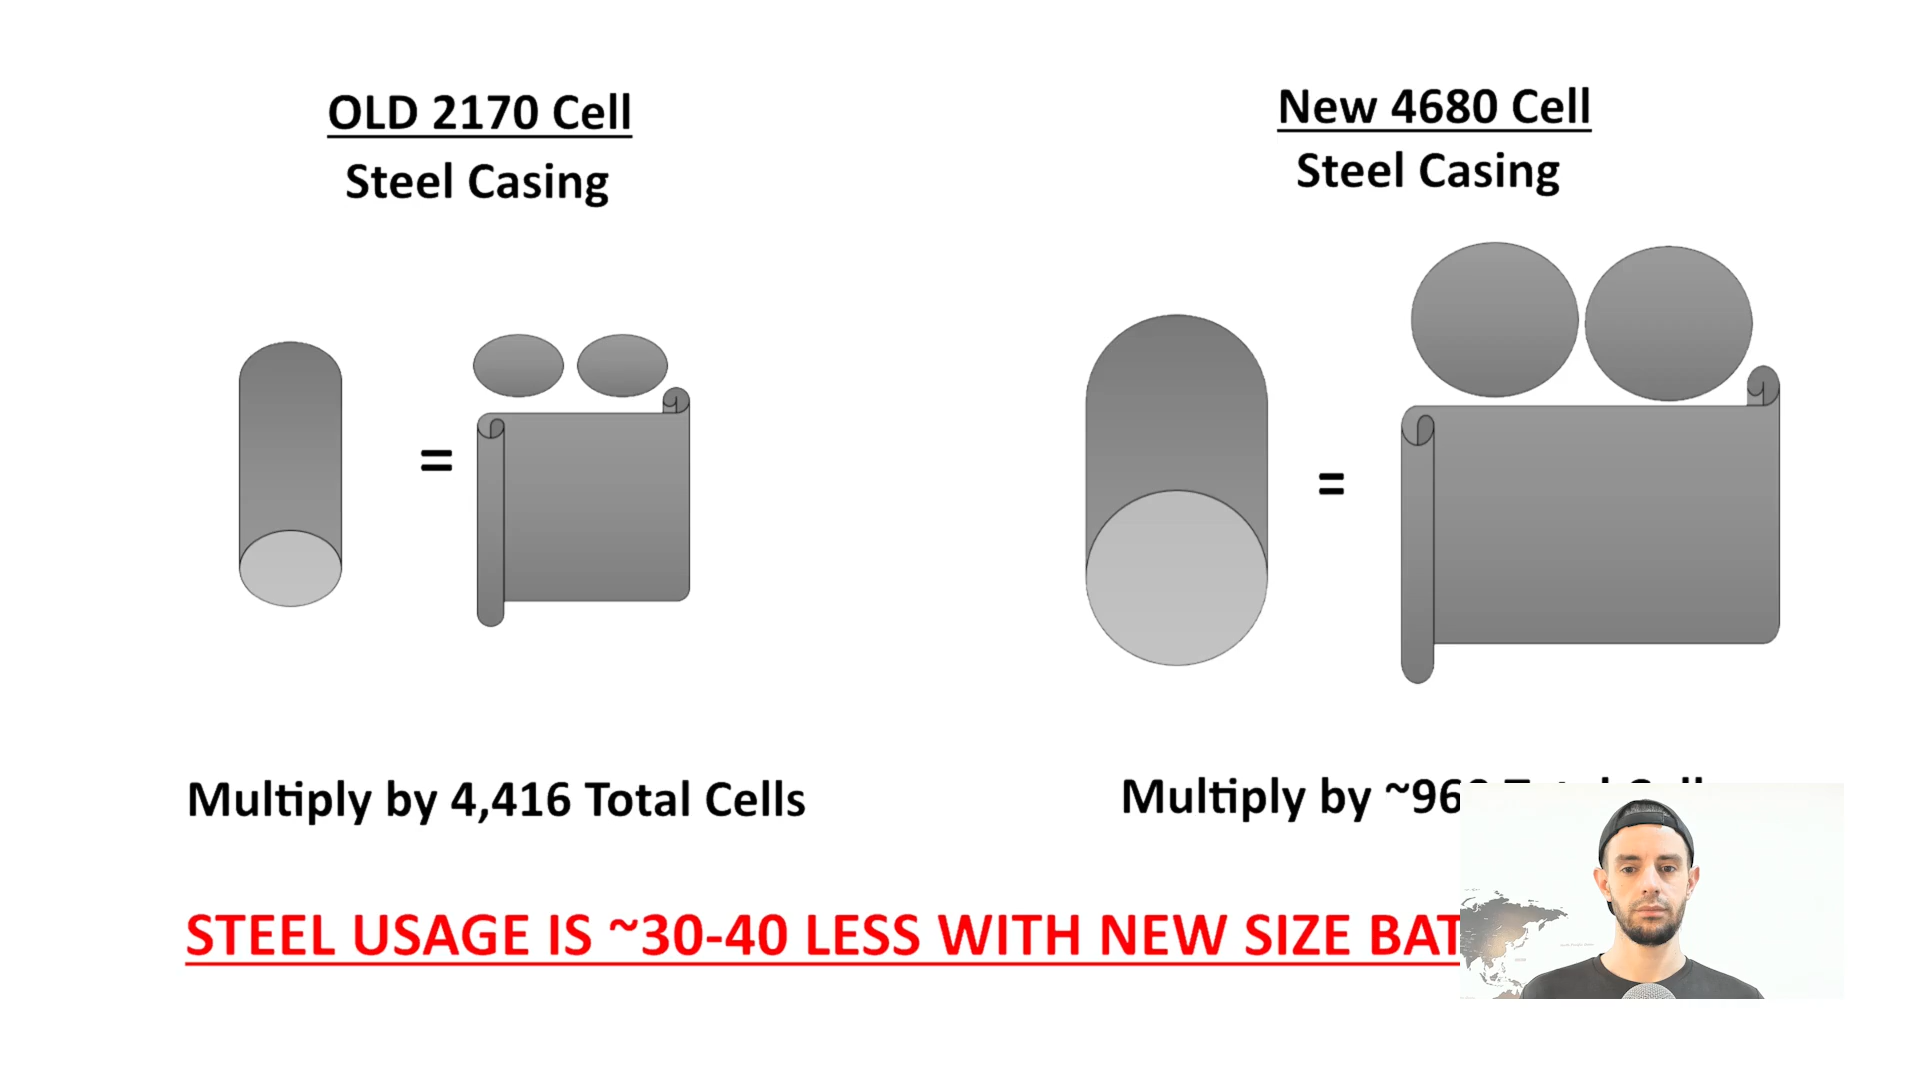 OLD 2170 Cell
Steel Casing
=
Multiply by 4,416 Total Cells
New 4680 Cell
Steel Casing
=
Multiply by
STEEL USAGE IS ~30-40 LESS WITH NEW SIZE